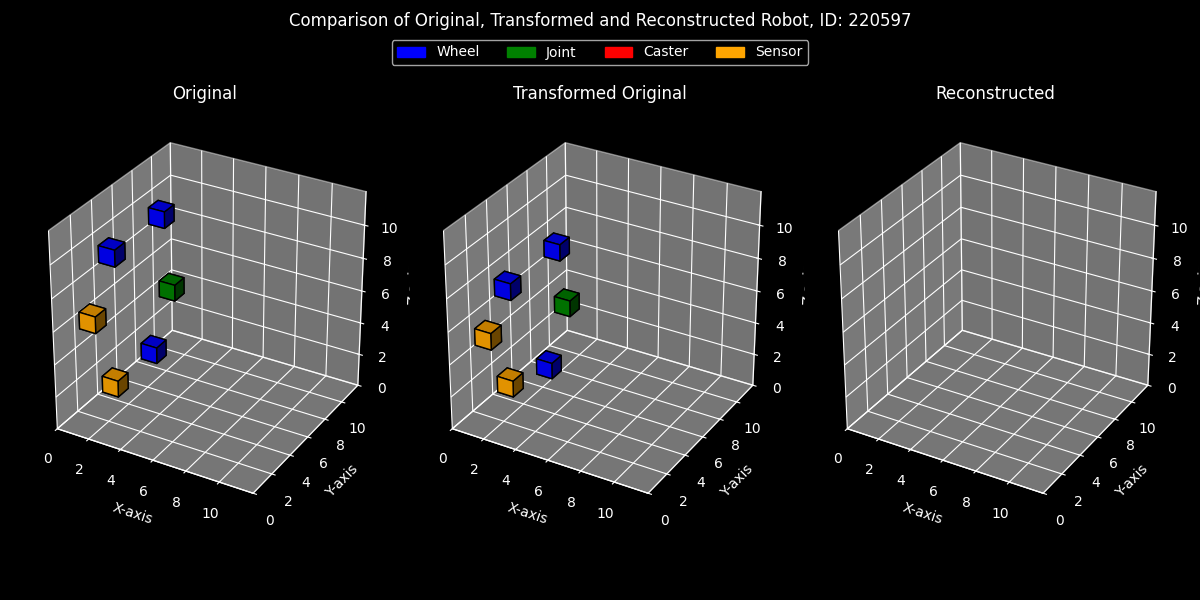 Comparison of Original, Transformed and Reconstructed Robot, ID: 220597
Wheel Joint Caster Sensor
Original Transformed Original Reconstructed
10 10 10
8 8 8
6 6 6
4 4 4
2 2 2
0 0 0
10 10 10
8 8 8
6 6 6
4 4 4
2 2 2
0 0 0
0 2 4 6 8 10 0 2 4 6 8 10 0 2 4 6 8 10
X-axis Y-axis X-axis Y-axis X-axis Y-axis